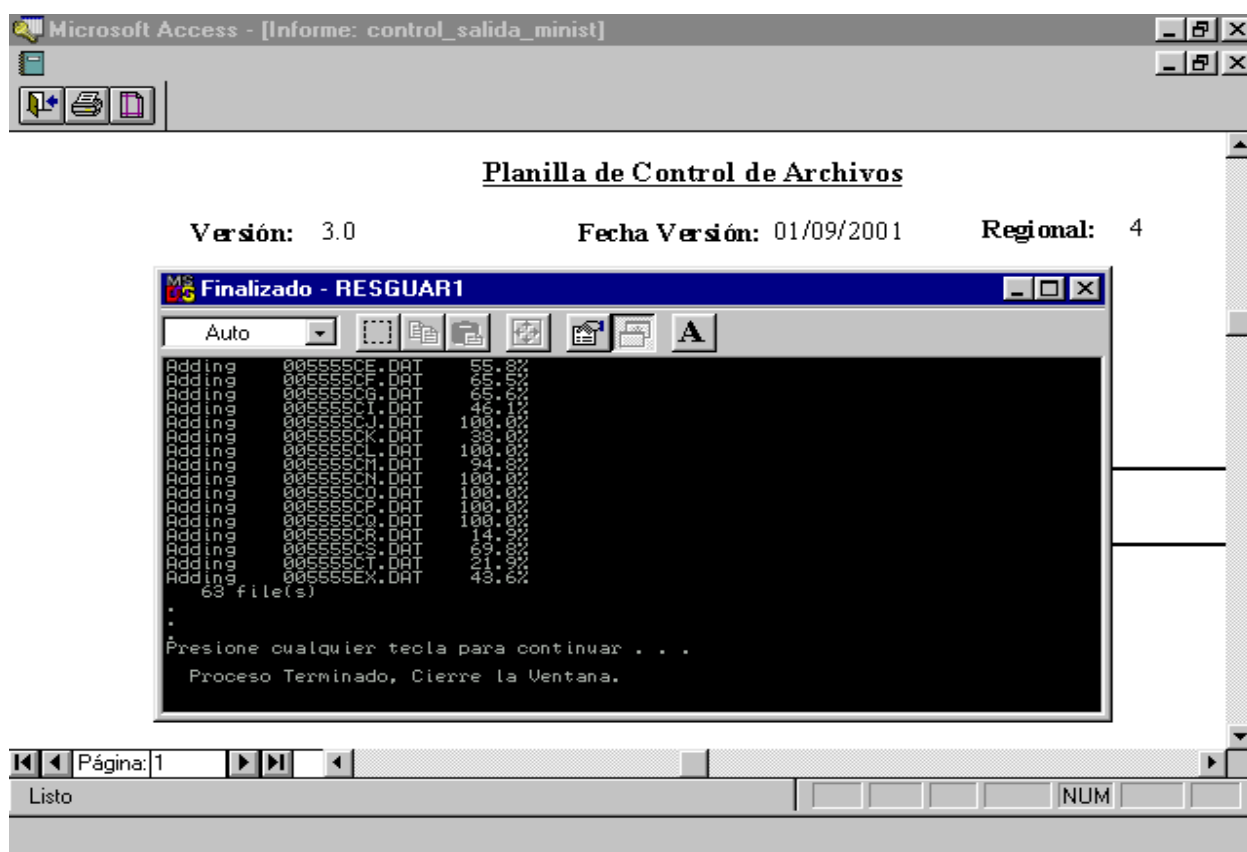 Microsoft Access - [Informe: control_salida_minist]
Planilla de Control de Archivos
Versión: 3.0 Fecha Versión: 01/09/2001 Regional: 4
MS DOS Finalizado - RESGUAR1
Auto A
Adding 005555CE.DAT 55.8%
Adding 005555CF.DAT 65.5%
Adding 005555CG.DAT 65.6%
Adding 005555CI.DAT 46.1%
Adding 005555CJ.DAT 100.0%
Adding 005555CK.DAT 38.0%
Adding 005555CL.DAT 100.0%
Adding 005555CM.DAT 94.8%
Adding 005555CN.DAT 100.0%
Adding 005555CO.DAT 100.0%
Adding 005555CP.DAT 100.0%
Adding 005555CQ.DAT 100.0%
Adding 005555CR.DAT 14.9%
Adding 005555CS.DAT 69.8%
Adding 005555CT.DAT 21.9%
Adding 005555EX.DAT 43.6%
63 file(s)
.
.
.
Presione cualquier tecla para continuar . . .
Proceso Terminado, Cierre la Ventana.
Página: 1
Listo NUM